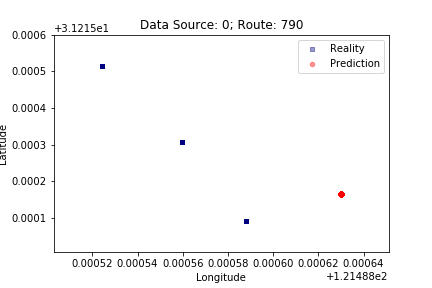 Data Source: 0; Route: 790
+3.1215e1
0.0006
0.0005
0.0004
0.0003
0.0002
0.0001
Latitude
Reality
Prediction
0.00052 0.00054 0.00056 0.00058 0.00060 0.00062 0.00064
Longitude
+1.21488e2